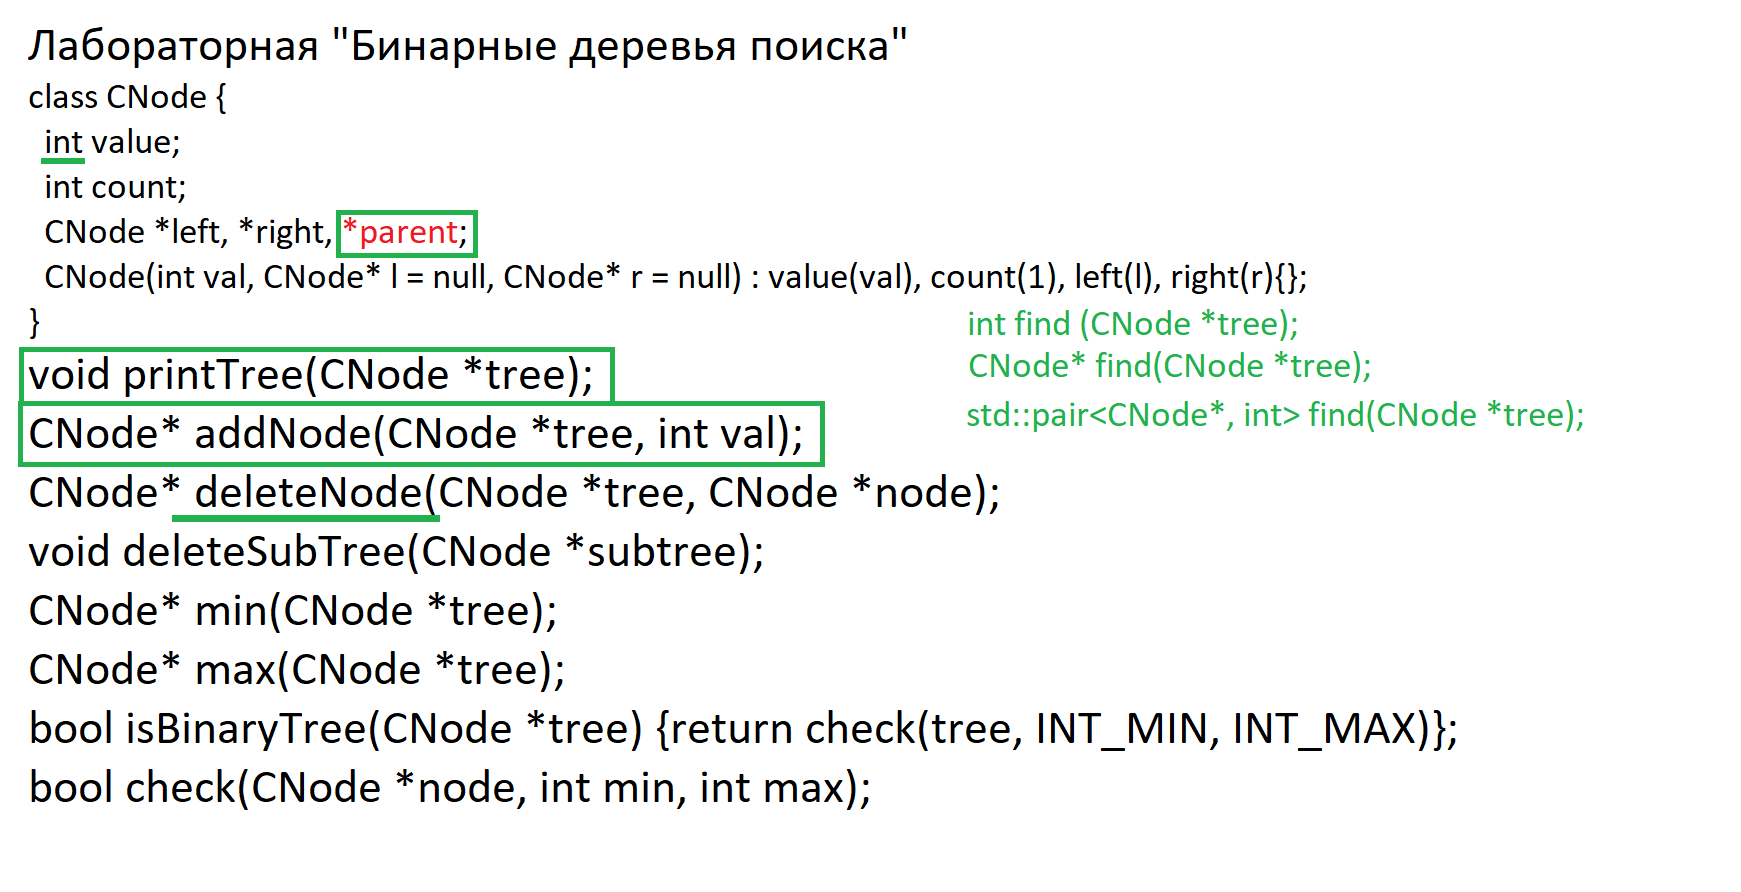 Лабораторная "Бинарные деревья поиска"
class CNode {
int value;
int count;
CNode *left, *right, *parent;
CNode(int val, CNode* l = null, CNode* r = null) : value(val), count(1), left(l), right(r){};
}
int find (CNode *tree);
CNode* find(CNode *tree);
std::pair<CNode*, int> find(CNode *tree);
void printTree(CNode *tree);
CNode* addNode(CNode *tree, int val);
CNode* deleteNode(CNode *tree, CNode *node);
void deleteSubTree(CNode *subtree);
CNode* min(CNode *tree);
CNode* max(CNode *tree);
bool isBinaryTree(CNode *tree) {return check(tree, INT_MIN, INT_MAX)};
bool check(CNode *node, int min, int max);